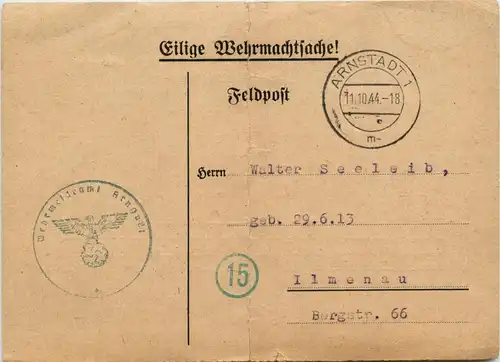 Eilige Wehrmachtsache!
Feldpost
ARNSTADT 1
11.10.44.-18
e
m-
Herrn Walter Seeleib,
geb. 29.6.13
Wehrmeldeamt Arnstadt
15
Ilmenau
Bergstr. 66